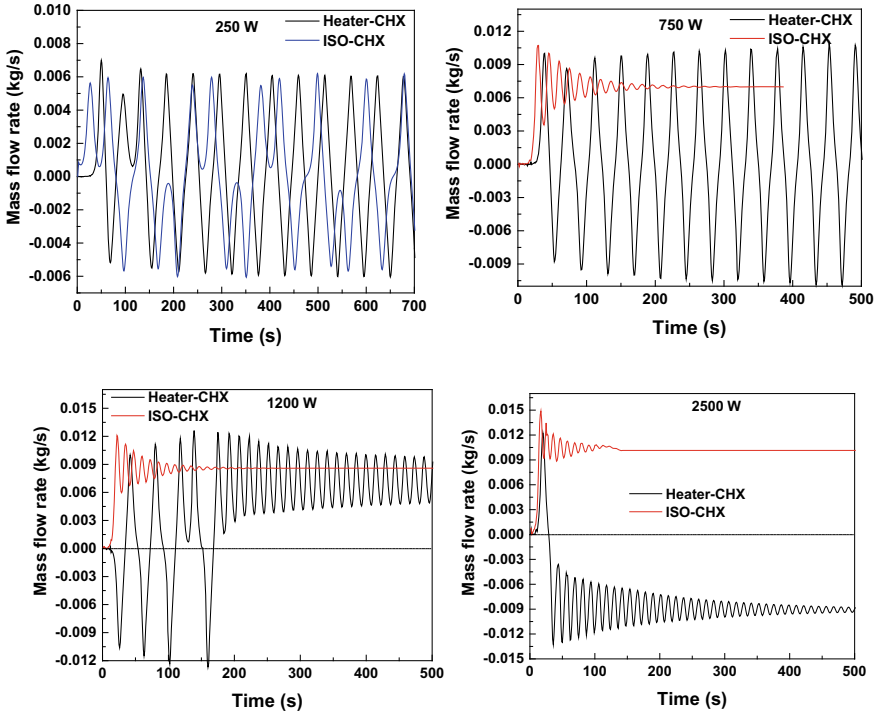 250 W
Heater-CHX
ISO-CHX
0.010
0.008
0.006
0.004
0.002
0.000
-0.002
-0.004
-0.006
Mass flow rate (kg/s)
0 100 200 300 400 500 600 700
Time (s)
750 W
Heater-CHX
ISO-CHX
0.012
0.009
0.006
0.003
0.000
-0.003
-0.006
-0.009
Mass flow rate (kg/s)
0 100 200 300 400 500
Time (s)
1200 W
Heater-CHX
ISO-CHX
0.015
0.012
0.009
0.006
0.003
0.000
-0.003
-0.006
-0.009
-0.012
Mass flow rate (kg/s)
0 100 200 300 400 500
Time (s)
2500 W
Heater-CHX
ISO-CHX
0.015
0.012
0.009
0.006
0.003
0.000
-0.003
-0.006
-0.009
-0.012
-0.015
Mass flow rate (kg/s)
0 100 200 300 400 500
Time (s)